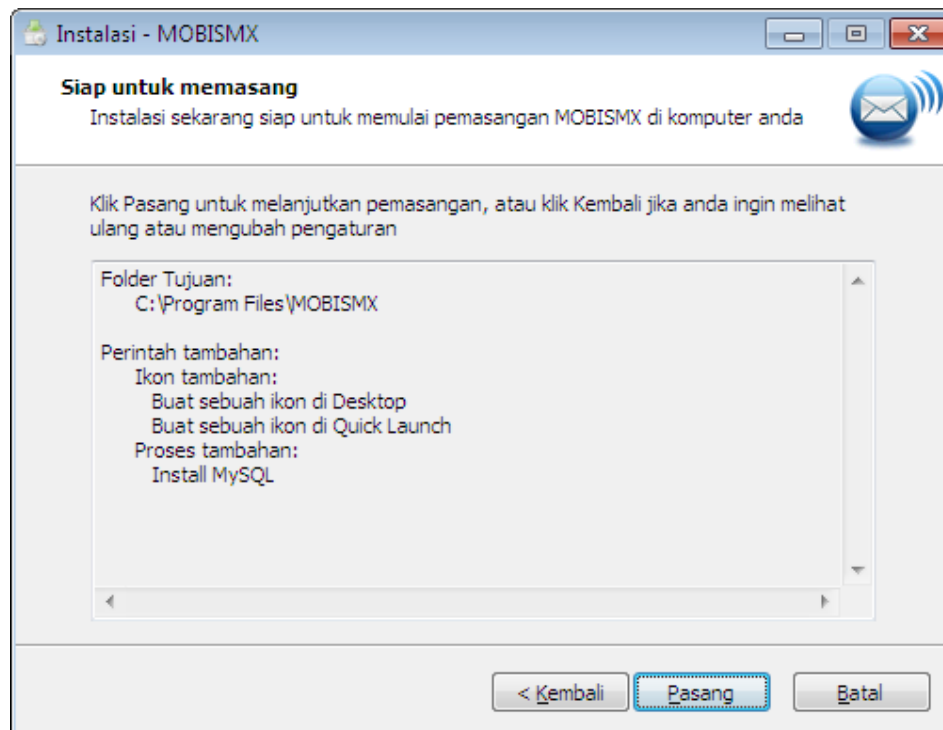 Instalasi - MOBISMX
Siap untuk memasang
Instalasi sekarang siap untuk memulai pemasangan MOBISMX di komputer anda
Klik Pasang untuk melanjutkan pemasangan, atau klik Kembali jika anda ingin melihat
ulang atau mengubah pengaturan
Folder Tujuan:
C:\Program Files\MOBISMX
Perintah tambahan:
Ikon tambahan:
Buat sebuah ikon di Desktop
Buat sebuah ikon di Quick Launch
Proses tambahan:
Install MySQL
< Kembali
Pasang
Batal